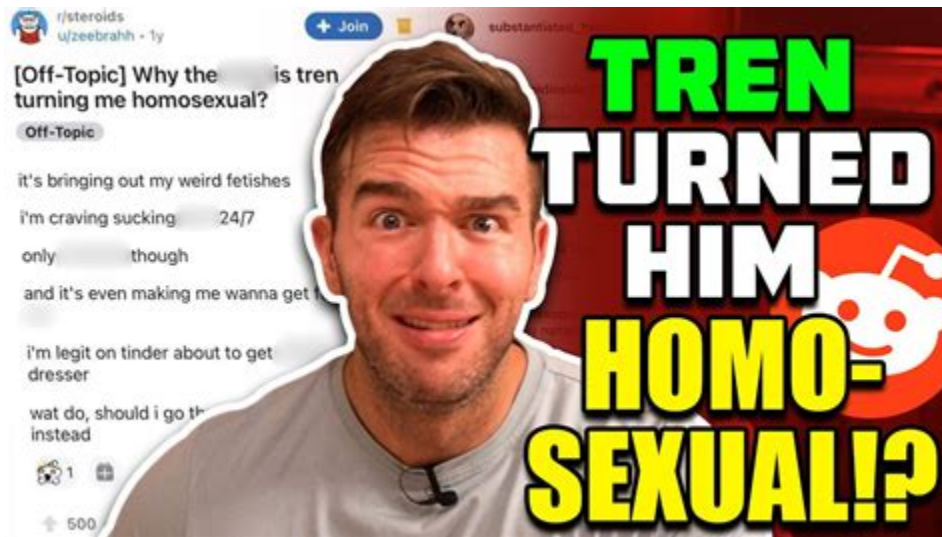 r/steroids
u/zeebrahh • 1y
+ Join
[Off-Topic] Why the is tren
turning me homosexual?
Off-Topic
it's bringing out my weird fetishes
i'm craving sucking 24/7
only though
and it's even making me wanna get
i'm legit on tinder about to get
dresser
wat do, should i go
instead
1
500
TREN
TURNED
HIM
HOMO-
SEXUAL!?